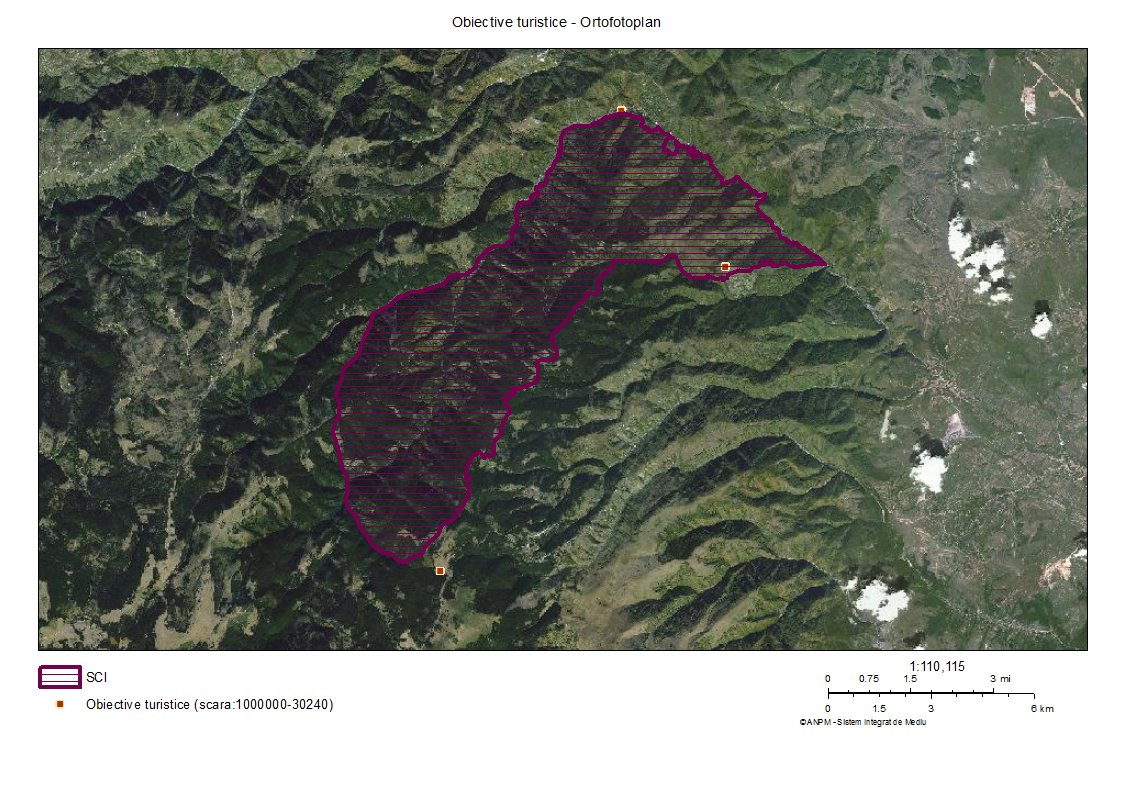 Obiective turistice - Ortofotoplan
SCI
Obiective turistice (scara:1000000-30240)
1:110,115
0 0.75 1.5 3 mi
0 1.5 3 6 km
©ANPM - Sistem Integrat de Mediu